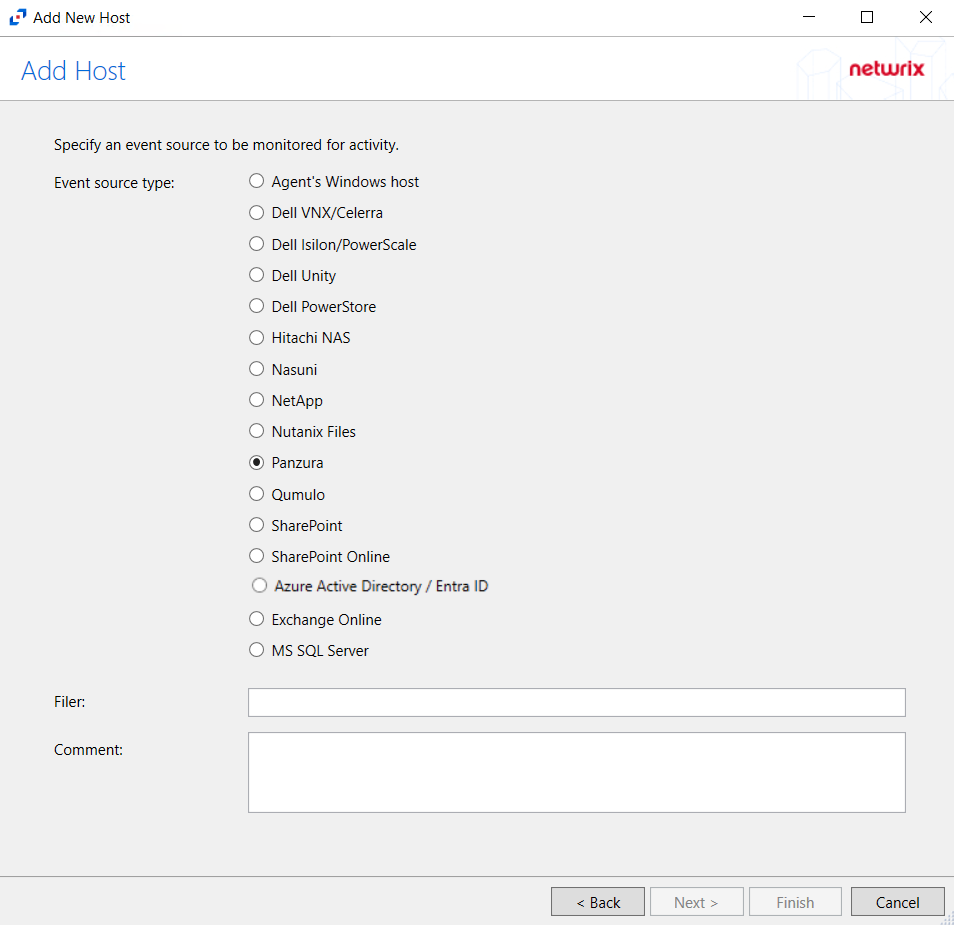 Add New Host
Add Host
netwrix
Specify an event source to be monitored for activity.
Event source type:
Agent's Windows host
Dell VNX/Celerra
Dell Isilon/PowerScale
Dell Unity
Dell PowerStore
Hitachi NAS
Nasuni
NetApp
Nutanix Files
Panzura
Qumulo
SharePoint
SharePoint Online
Azure Active Directory / Entra ID
Exchange Online
MS SQL Server
Filer:
Comment:
< Back
Next >
Finish
Cancel